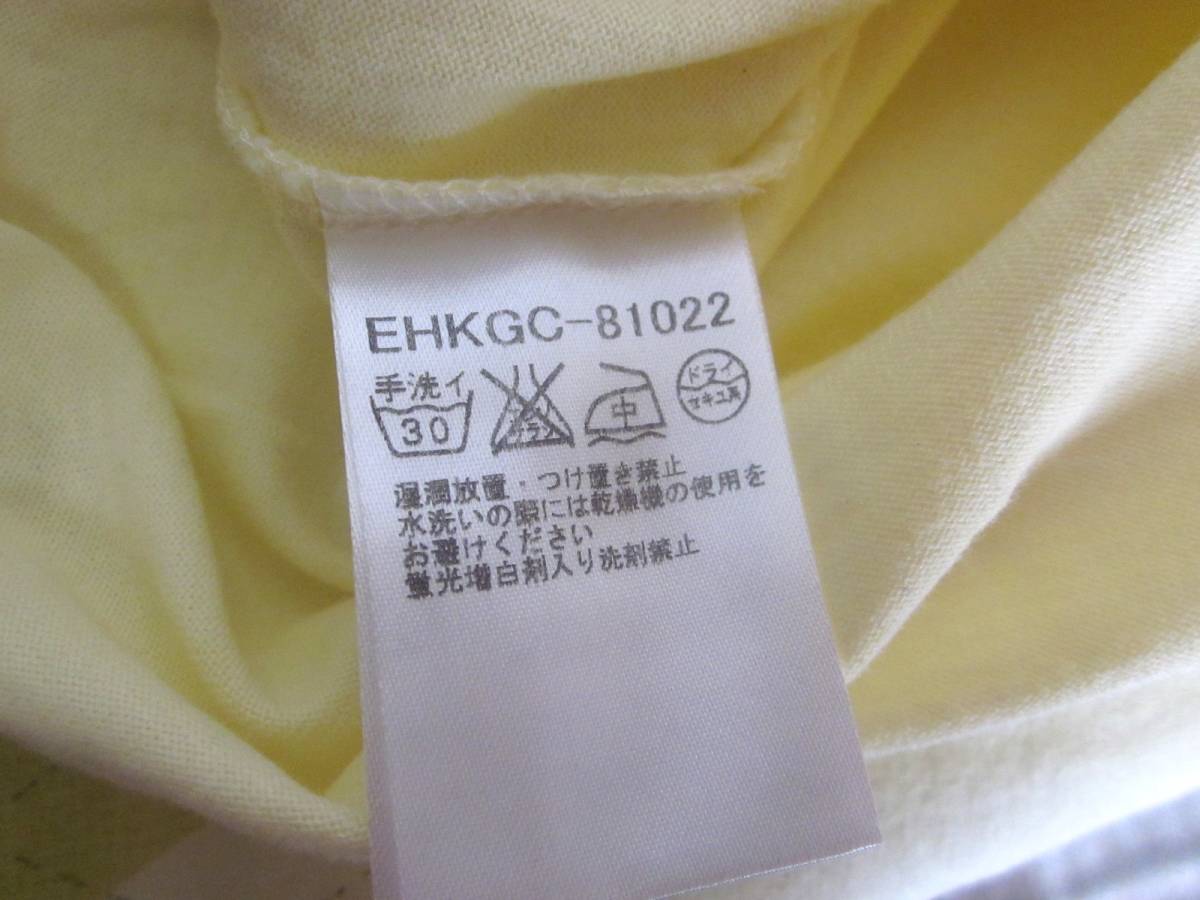 EHKGC-81022
手洗イ
30
中
ドライ
セキユ系
湿潤放置・つけ置き禁止
水洗いの際には乾燥機の使用を
お避けください
蛍光増白剤入り洗剤禁止